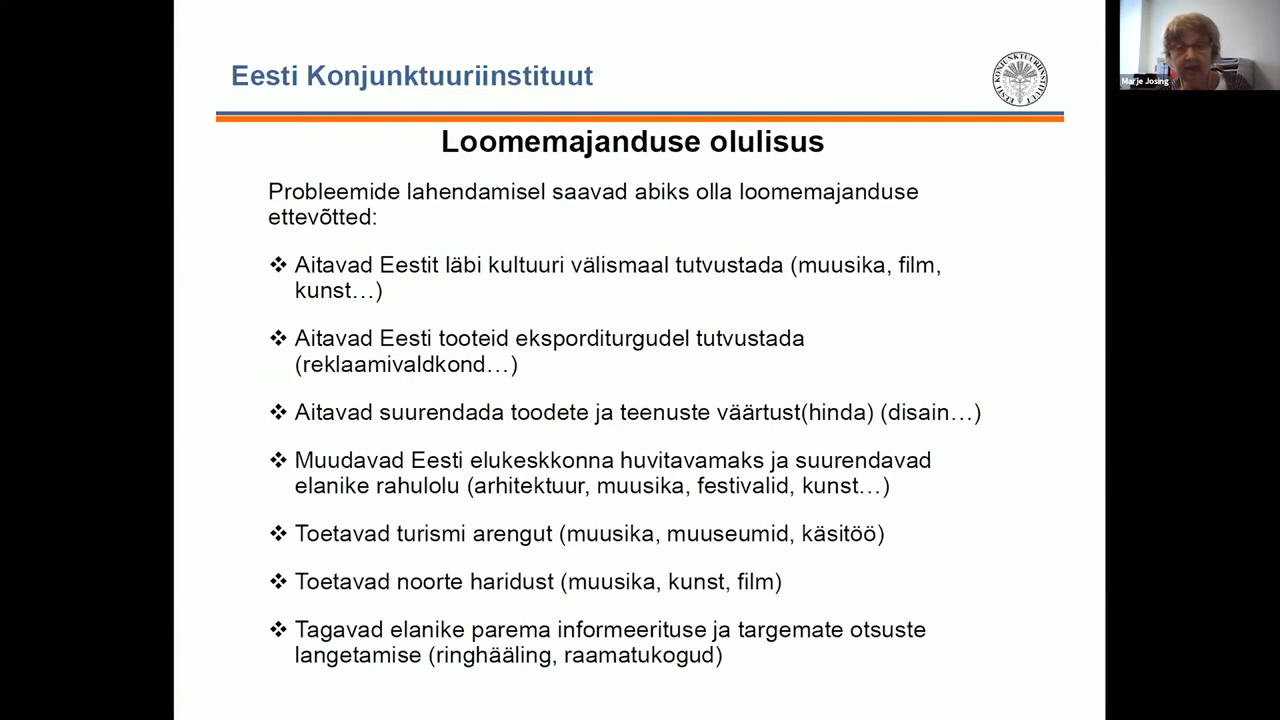 Eesti Konjunktuuriinstituut
EESTI KONJUNKTUURIINSTITUUT
Marje Josing
Loomemajanduse olulisus
Probleemide lahendamisel saavad abiks olla loomemajanduse
ettevõtted:
❖ Aitavad Eestit läbi kultuuri välismaal tutvustada (muusika, film,
kunst…)
❖ Aitavad Eesti tooteid eksporditurgudel tutvustada
(reklaamivaldkond…)
❖ Aitavad suurendada toodete ja teenuste väärtust(hinda) (disain…)
❖ Muudavad Eesti elukeskkonna huvitavamaks ja suurendavad
elanike rahulolu (arhitektuur, muusika, festivalid, kunst…)
❖ Toetavad turismi arengut (muusika, muuseumid, käsitöö)
❖ Toetavad noorte haridust (muusika, kunst, film)
❖ Tagavad elanike parema informeerituse ja targemate otsuste
langetamise (ringhääling, raamatukogud)